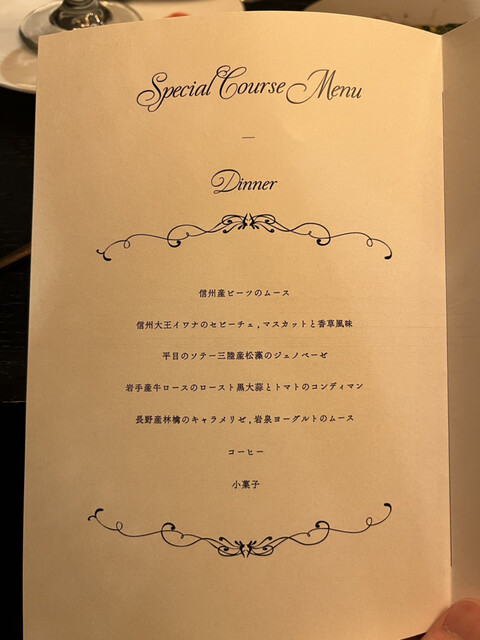 Special Course Menu
Dinner
信州産ビーツのムース
信州大王イワナのセビーチェ,マスカットと香草風味
平目のソテー三陸産松藻のジェノベーゼ
岩手産牛ロースのロースト黒大蒜とトマトのコンディマン
長野産林檎のキャラメリゼ,岩泉ヨーグルトのムース
コーヒー
小菓子